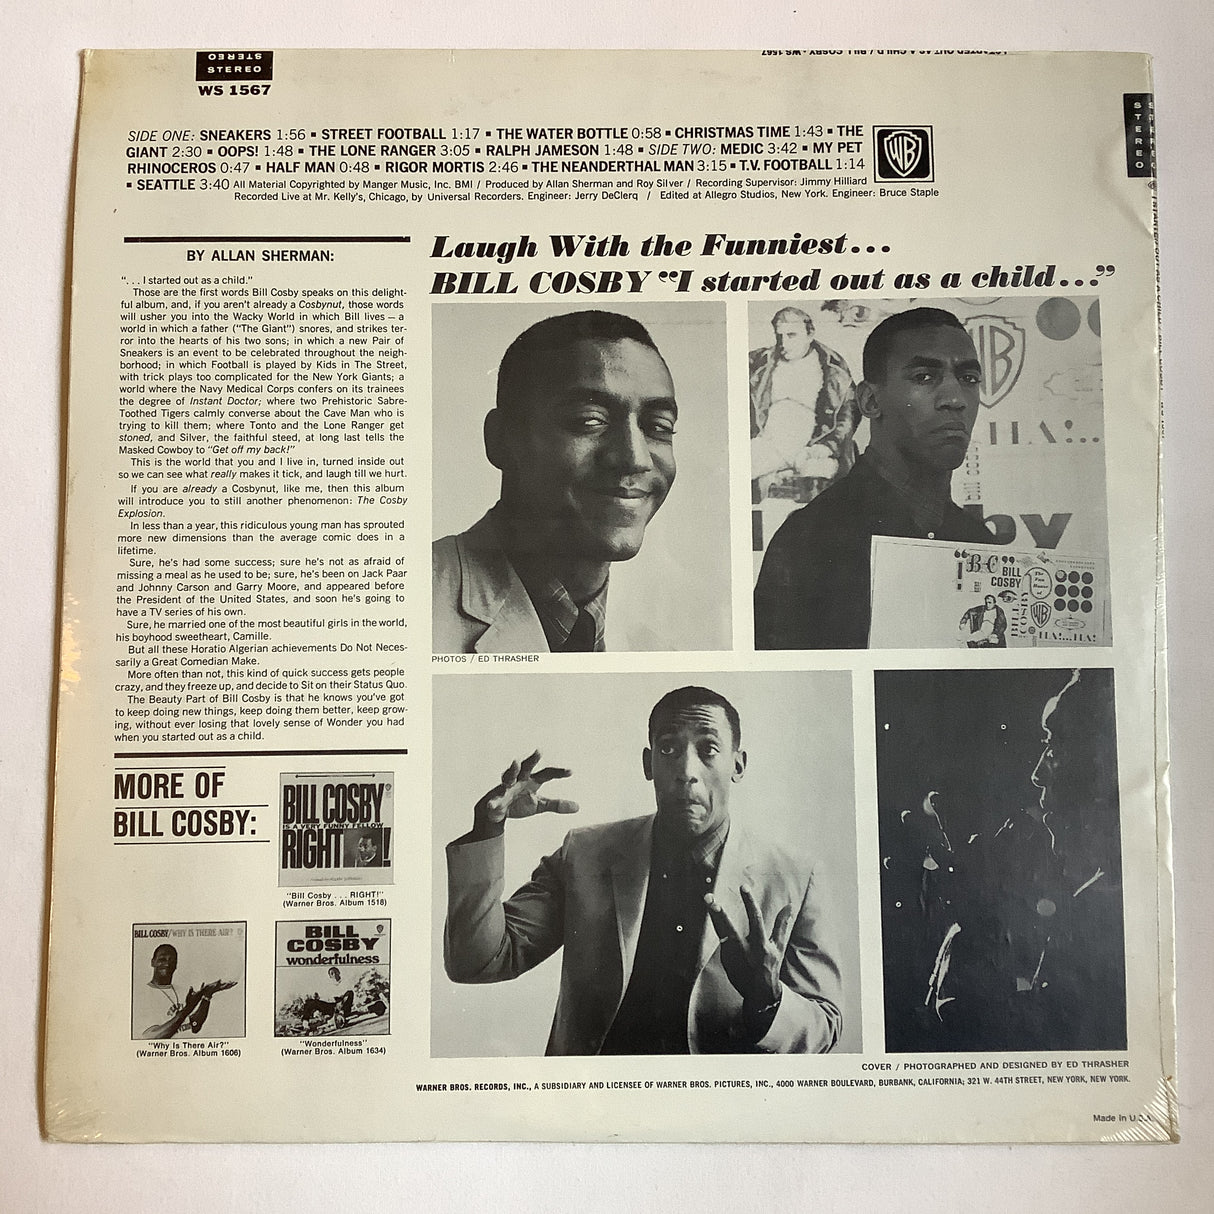 STEREO
STEREO
WS 1567
SIDE ONE: SNEAKERS 1:56 ▪ STREET FOOTBALL 1:17 ▪ THE WATER BOTTLE 0:58 ▪ CHRISTMAS TIME 1:43 ▪ THE
GIANT 2:30 ▪ OOPS! 1:48 ▪ THE LONE RANGER 3:05 ▪ RALPH JAMESON 1:48 ▪ SIDE TWO: MEDIC 3:42 ▪ MY PET
RHINOCEROS 0:47 ▪ HALF MAN 0:48 ▪ RIGOR MORTIS 2:46 ▪ THE NEANDERTHAL MAN 3:15 ▪ T.V. FOOTBALL 1:14
▪ SEATTLE 3:40 All Material Copyrighted by Manger Music, Inc. BMI / Produced by Allan Sherman and Roy Silver / Recording Supervisor: Jimmy Hilliard
Recorded Live at Mr. Kelly's, Chicago, by Universal Recorders. Engineer: Jerry DeClerq / Edited at Allegro Studios, New York. Engineer: Bruce Staple
WB
STEREO
Laugh With the Funniest...
BILL COSBY “I started out as a child...”
BY ALLAN SHERMAN:
“. . . I started out as a child.”
Those are the first words Bill Cosby speaks on this delight-
ful album, and, if you aren't already a Cosbynut, those words
will usher you into the Wacky World in which Bill lives — a
world in which a father (“The Giant”) snores, and strikes ter-
ror into the hearts of his two sons; in which a new Pair of
Sneakers is an event to be celebrated throughout the neigh-
borhood; in which Football is played by Kids in The Street,
with trick plays too complicated for the New York Giants; a
world where the Navy Medical Corps confers on its trainees
the degree of Instant Doctor; where two Prehistoric Sabre-
Toothed Tigers calmly converse about the Cave Man who is
trying to kill them; where Tonto and the Lone Ranger get
stoned, and Silver, the faithful steed, at long last tells the
Masked Cowboy to “Get off my back!”
This is the world that you and I live in, turned inside out
so we can see what really makes it tick, and laugh till we hurt.
If you are already a Cosbynut, like me, then this album
will introduce you to still another phenomenon: The Cosby
Explosion.
In less than a year, this ridiculous young man has sprouted
more new dimensions than the average comic does in a
lifetime.
Sure, he's had some success; sure he's not as afraid of
missing a meal as he used to be; sure, he's been on Jack Paar
and Johnny Carson and Garry Moore, and appeared before
the President of the United States, and soon he's going to
have a TV series of his own.
Sure, he married one of the most beautiful girls in the world,
his boyhood sweetheart, Camille.
But all these Horatio Algerian achievements Do Not Neces-
sarily a Great Comedian Make.
More often than not, this kind of quick success gets people
crazy, and they freeze up, and decide to Sit on their Status Quo.
The Beauty Part of Bill Cosby is that he knows you've got
to keep doing new things, keep doing them better, keep grow-
ing, without ever losing that lovely sense of Wonder you had
when you started out as a child.
WB
HA!...
by
“BC”
BILL
COSBY
BILL COSBY
WB
HA!...HA!
PHOTOS / ED THRASHER
MORE OF
BILL COSBY:
BILL COSBY
IS A VERY FUNNY FELLOW
RIGHT!
"Bill Cosby . . . RIGHT!"
(Warner Bros. Album 1518)
BILL COSBY/WHY IS THERE AIR?
"Why Is There Air?"
(Warner Bros. Album 1606)
BILL
COSBY
wonderfulness
"Wonderfulness"
(Warner Bros. Album 1634)
COVER / PHOTOGRAPHED AND DESIGNED BY ED THRASHER
WARNER BROS. RECORDS, INC., A SUBSIDIARY AND LICENSEE OF WARNER BROS. PICTURES, INC., 4000 WARNER BOULEVARD, BURBANK, CALIFORNIA; 321 W. 44TH STREET, NEW YORK, NEW YORK.
Made in U.S.A.